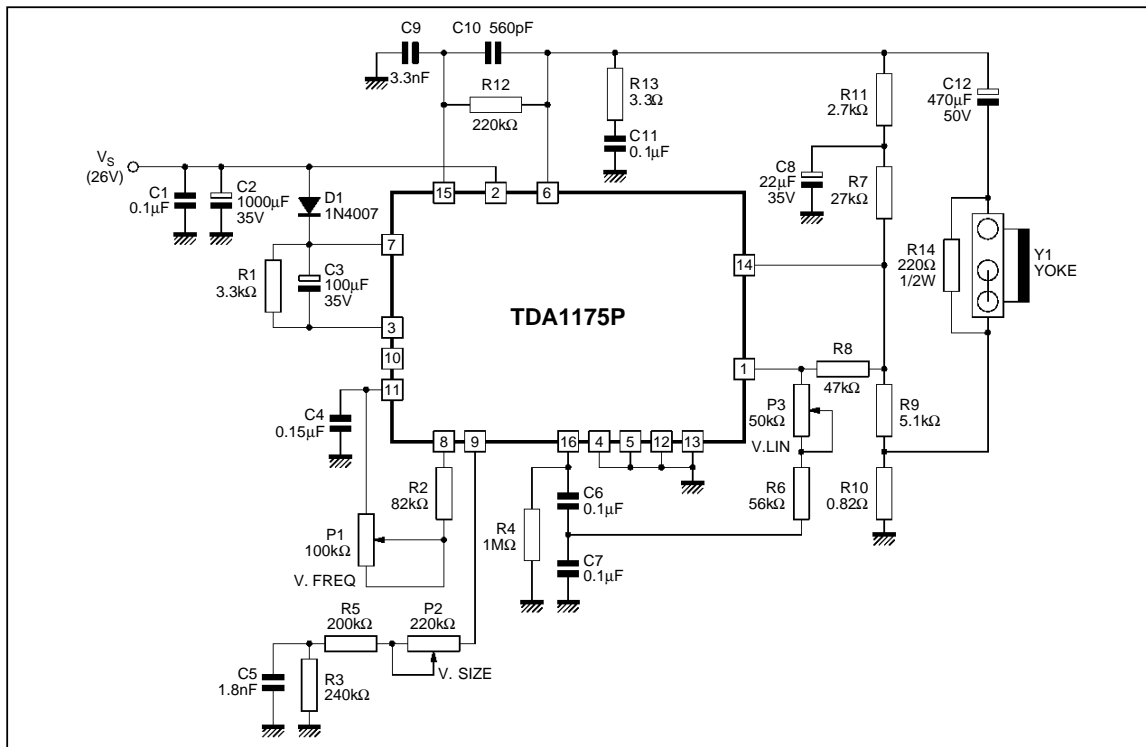 C9
C10 560pF
3.3nF
R12
220kΩ
R13
3.3Ω
C11
0.1µF
R11
2.7kΩ
C12
470µF
50V
VS
(26V)
C1
0.1µF
C2
1000µF
35V
D1
1N4007
15
2
6
C8
22µF
35V
R7
27kΩ
7
R1
3.3kΩ
C3
100µF
35V
14
R14
220Ω
1/2W
Y1
YOKE
TDA1175P
3
10
11
1
R8
47kΩ
C4
0.15µF
P3
50kΩ
V.LIN
R9
5.1kΩ
8
9
16
4
5
12
13
R2
82kΩ
C6
0.1µF
R6
56kΩ
R10
0.82Ω
P1
100kΩ
R4
1MΩ
C7
0.1µF
V. FREQ
R5
200kΩ
P2
220kΩ
V. SIZE
C5
1.8nF
R3
240kΩ